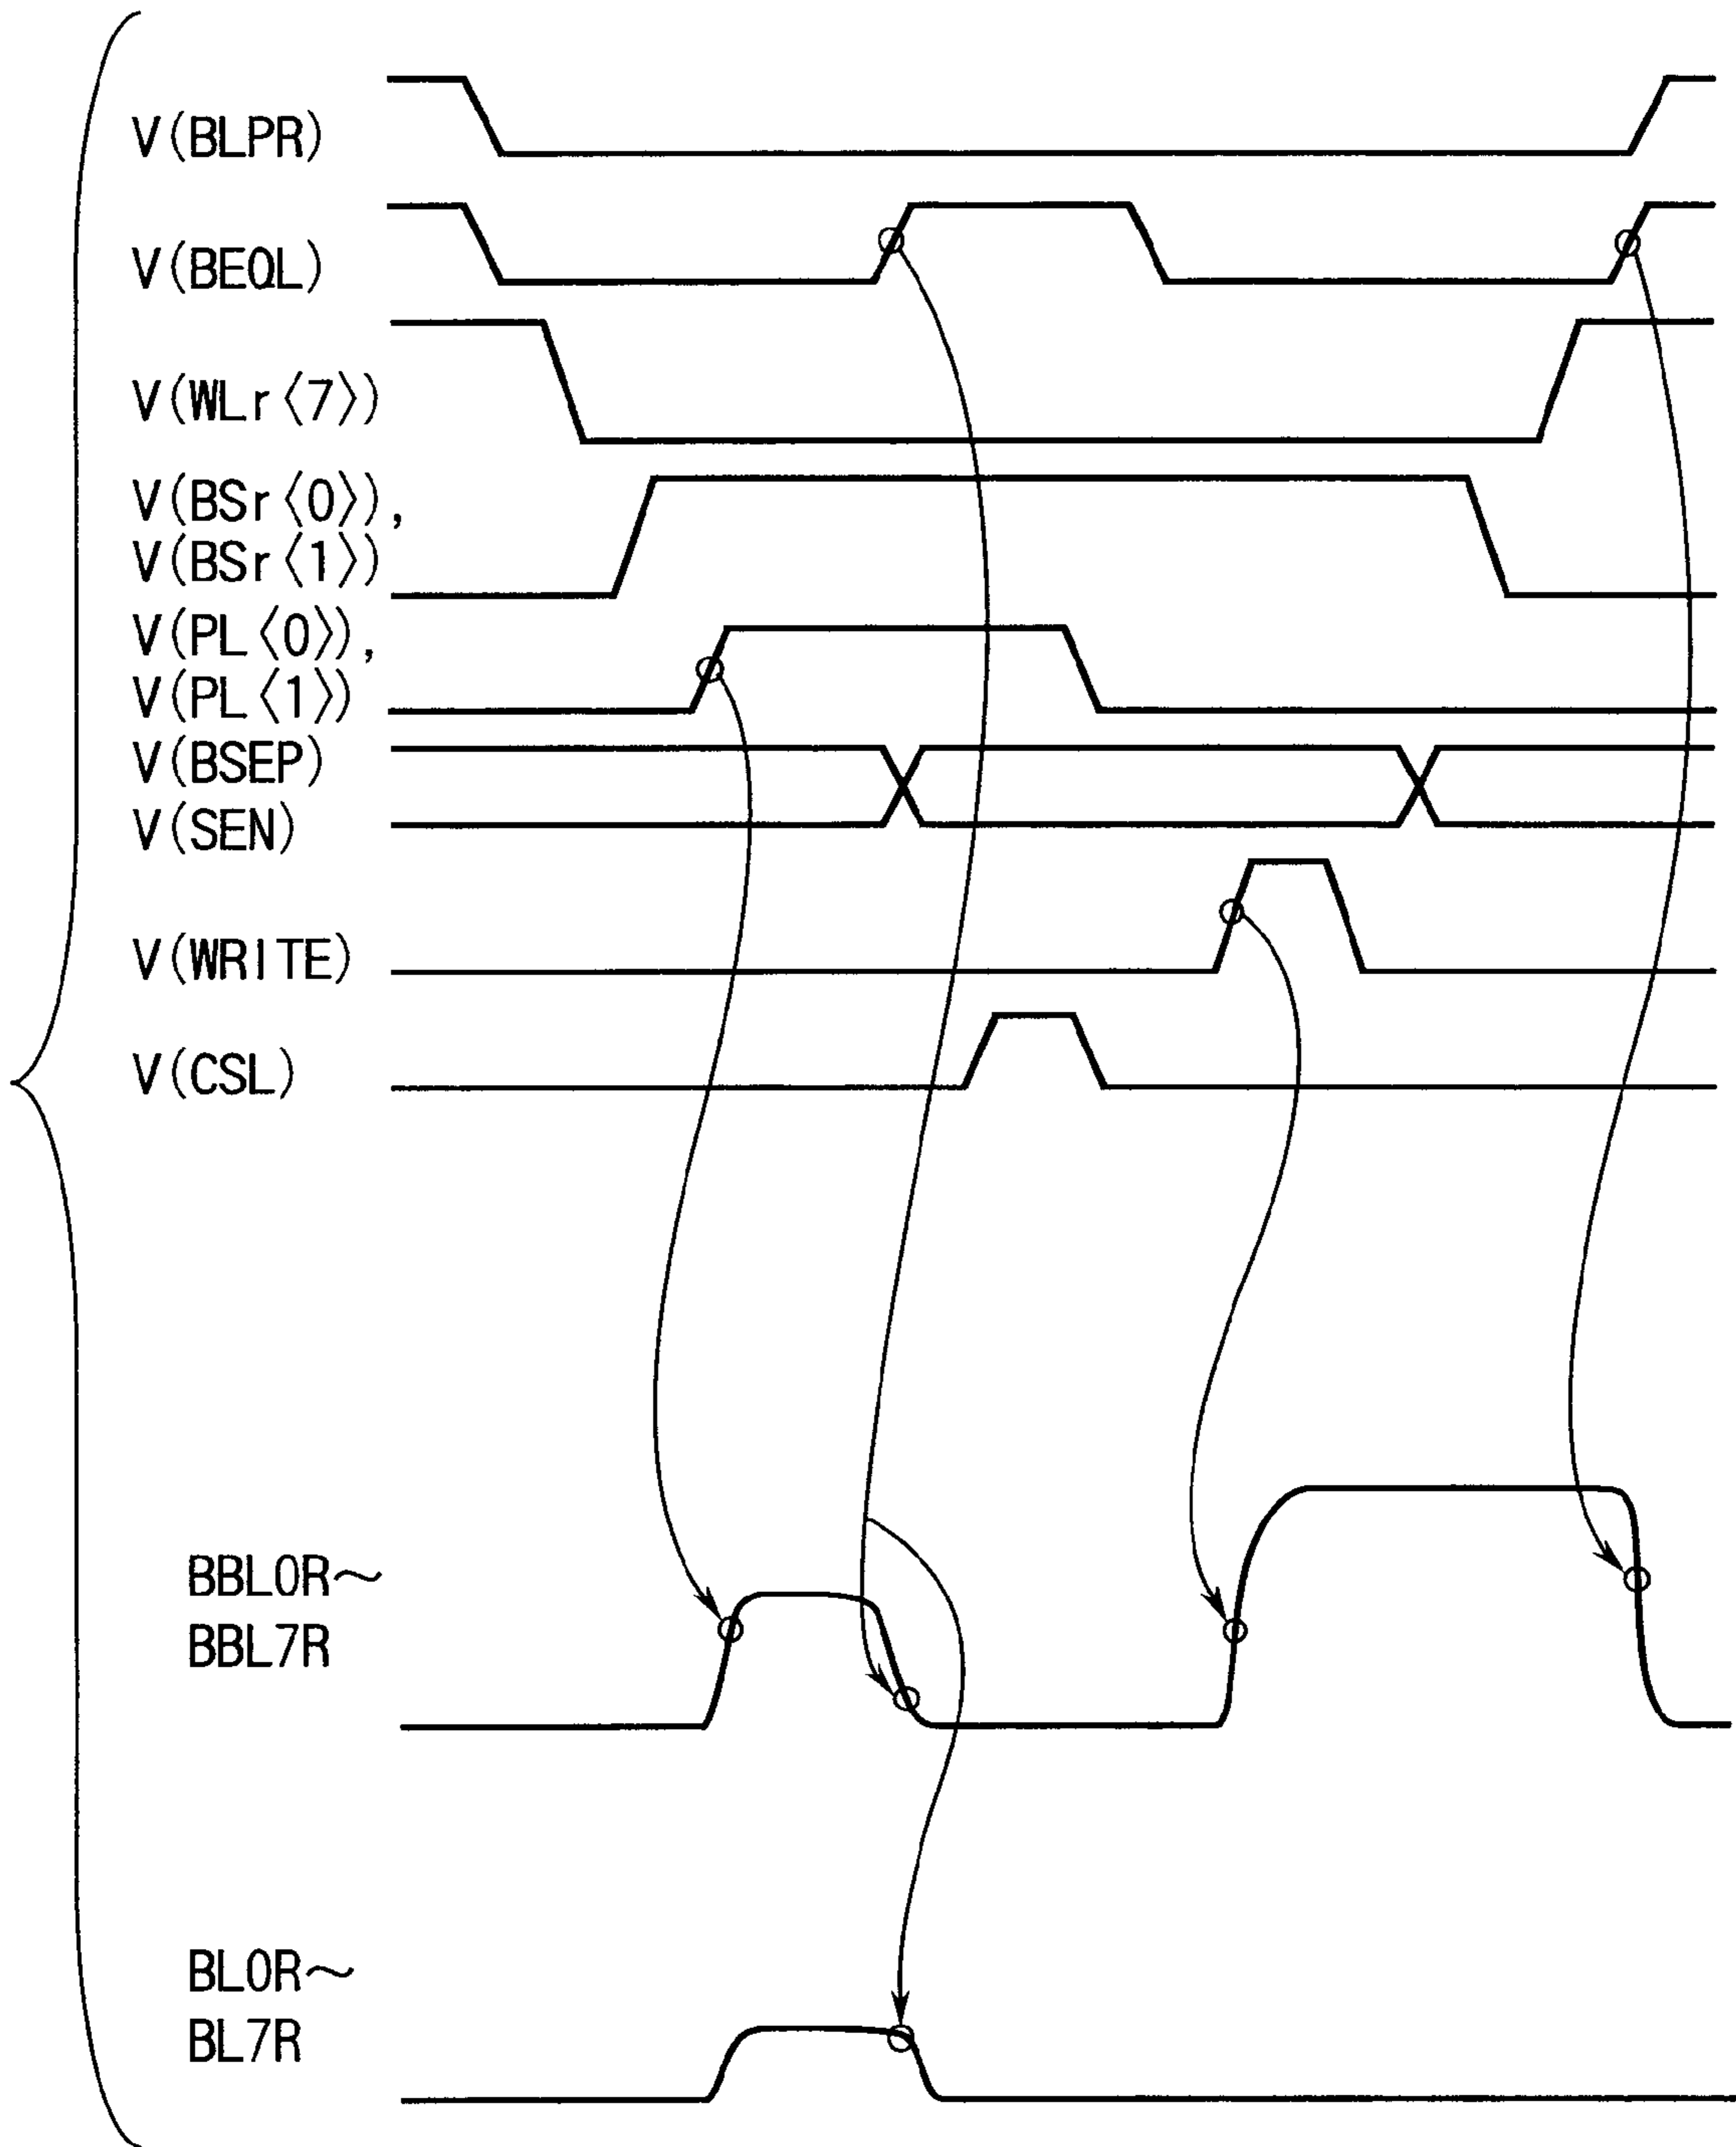 V(BLPR)
V(BEQL)
V(WLr〈7〉)
V(BSr〈0〉),
V(BSr〈1〉)
V(PL〈0〉),
V(PL〈1〉)
V(BSEP)
V(SEN)
V(WRITE)
V(CSL)
BBL0R～
BBL7R
BL0R～
BL7R